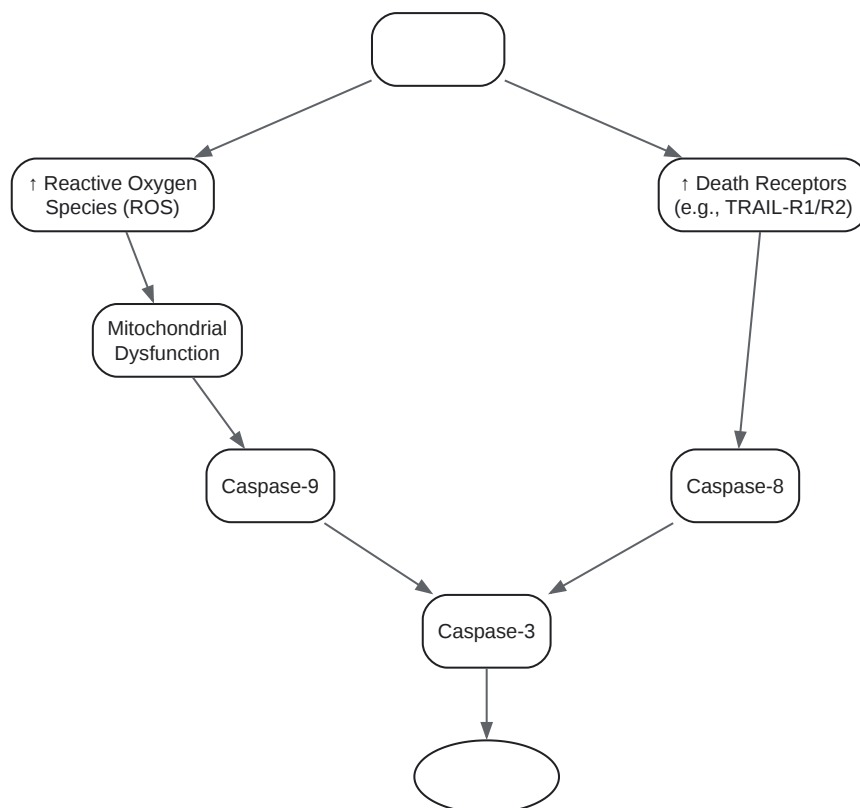 ↑ Reactive Oxygen
Species (ROS)
↑ Death Receptors
(e.g., TRAIL-R1/R2)
Mitochondrial
Dysfunction
Caspase-9
Caspase-8
Caspase-3